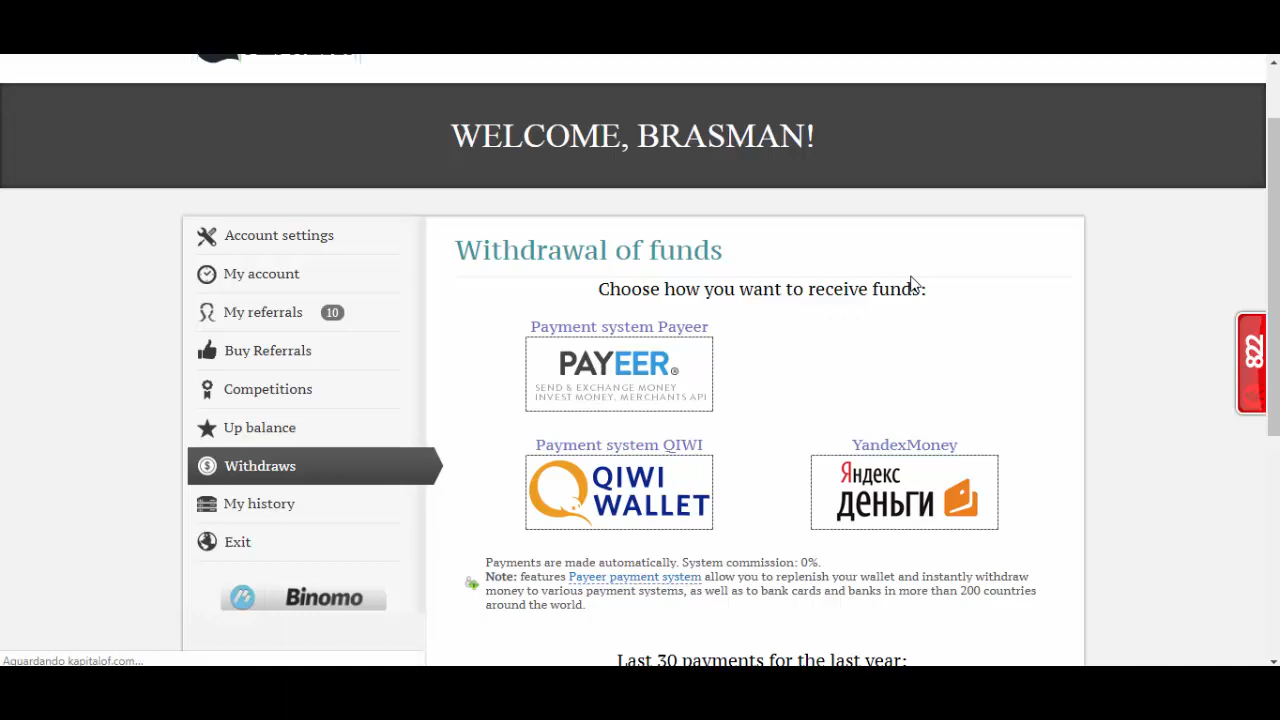 WELCOME, BRASMAN!
Account settings
My account
My referrals 10
Buy Referrals
Competitions
Up balance
Withdraws
My history
Exit
Binomo
Withdrawal of funds
Choose how you want to receive funds:
Payment system Payeer
PAYEER®
SEND & EXCHANGE MONEY
INVEST MONEY, MERCHANTS API
Payment system QIWI
QIWI
WALLET
YandexMoney
Яндекс
деньги
Payments are made automatically. System commission: 0%.
Note: features Payeer payment system allow you to replenish your wallet and instantly withdraw
money to various payment systems, as well as to bank cards and banks in more than 200 countries
around the world.
Last 30 payments for the last year:
822
Aguardando kapitalof.com...